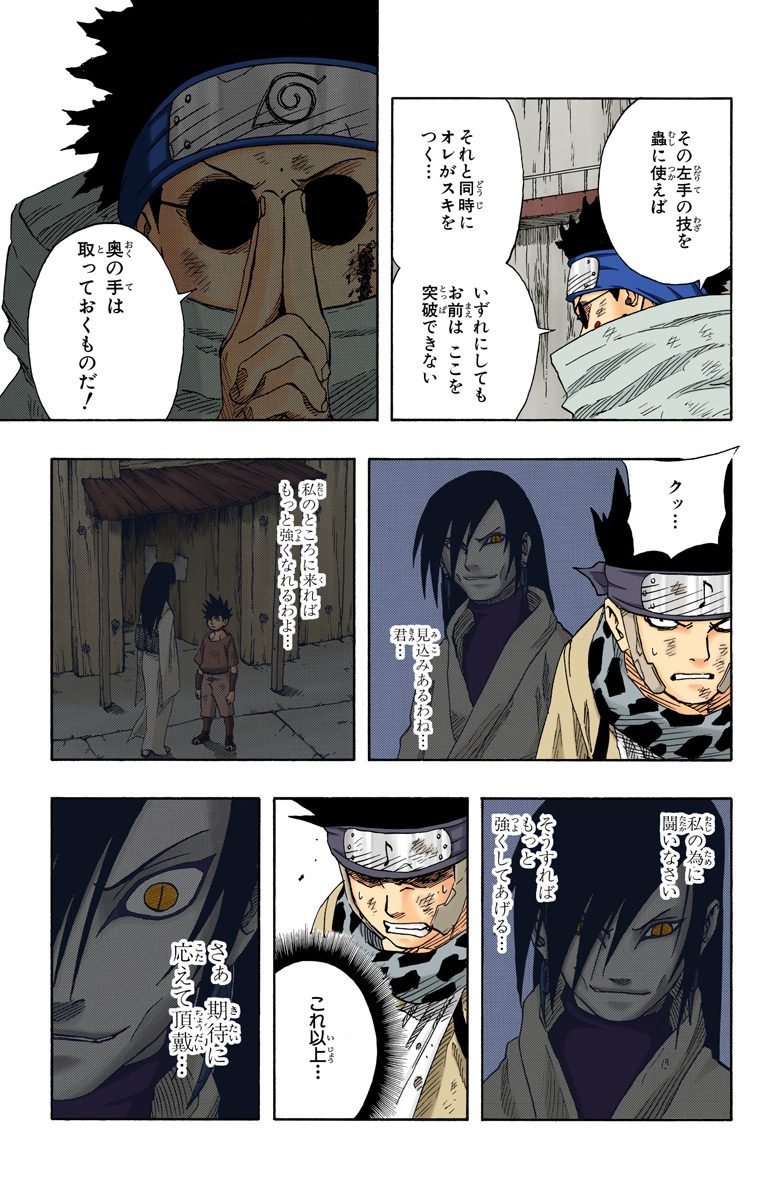 その左手の技を
蟲に使えば
それと同時に
オレがスキを
つく…
いずれにしても
お前は ここを
突破できない
奥の手は
取っておくものだ!
クッ…
見込みあるわね…
君…
私のところに来れば
もっと強くなれるわよ…
私の為に
闘いなさい
そうすれば
もっと
強くしてあげる…
これ以上…
さぁ 期待に
応えて頂戴…